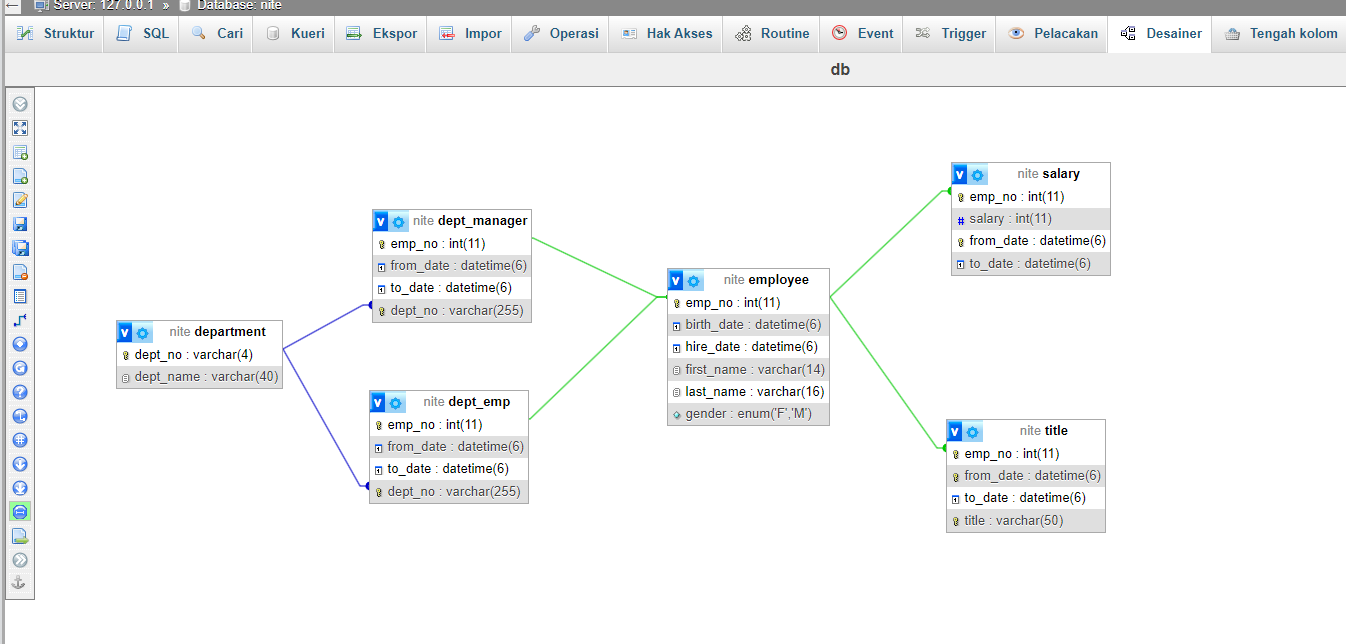 Server: 127.0.0.1 » Database: nite
Struktur SQL Cari Kueri Ekspor Impor Operasi Hak Akses Routine Event Trigger Pelacakan Desainer Tengah kolom
db
nite department
dept_no : varchar(4)
dept_name : varchar(40)
nite dept_manager
emp_no : int(11)
from_date : datetime(6)
to_date : datetime(6)
dept_no : varchar(255)
nite dept_emp
emp_no : int(11)
from_date : datetime(6)
to_date : datetime(6)
dept_no : varchar(255)
nite employee
emp_no : int(11)
birth_date : datetime(6)
hire_date : datetime(6)
first_name : varchar(14)
last_name : varchar(16)
gender : enum('F','M')
nite salary
emp_no : int(11)
salary : int(11)
from_date : datetime(6)
to_date : datetime(6)
nite title
emp_no : int(11)
from_date : datetime(6)
to_date : datetime(6)
title : varchar(50)